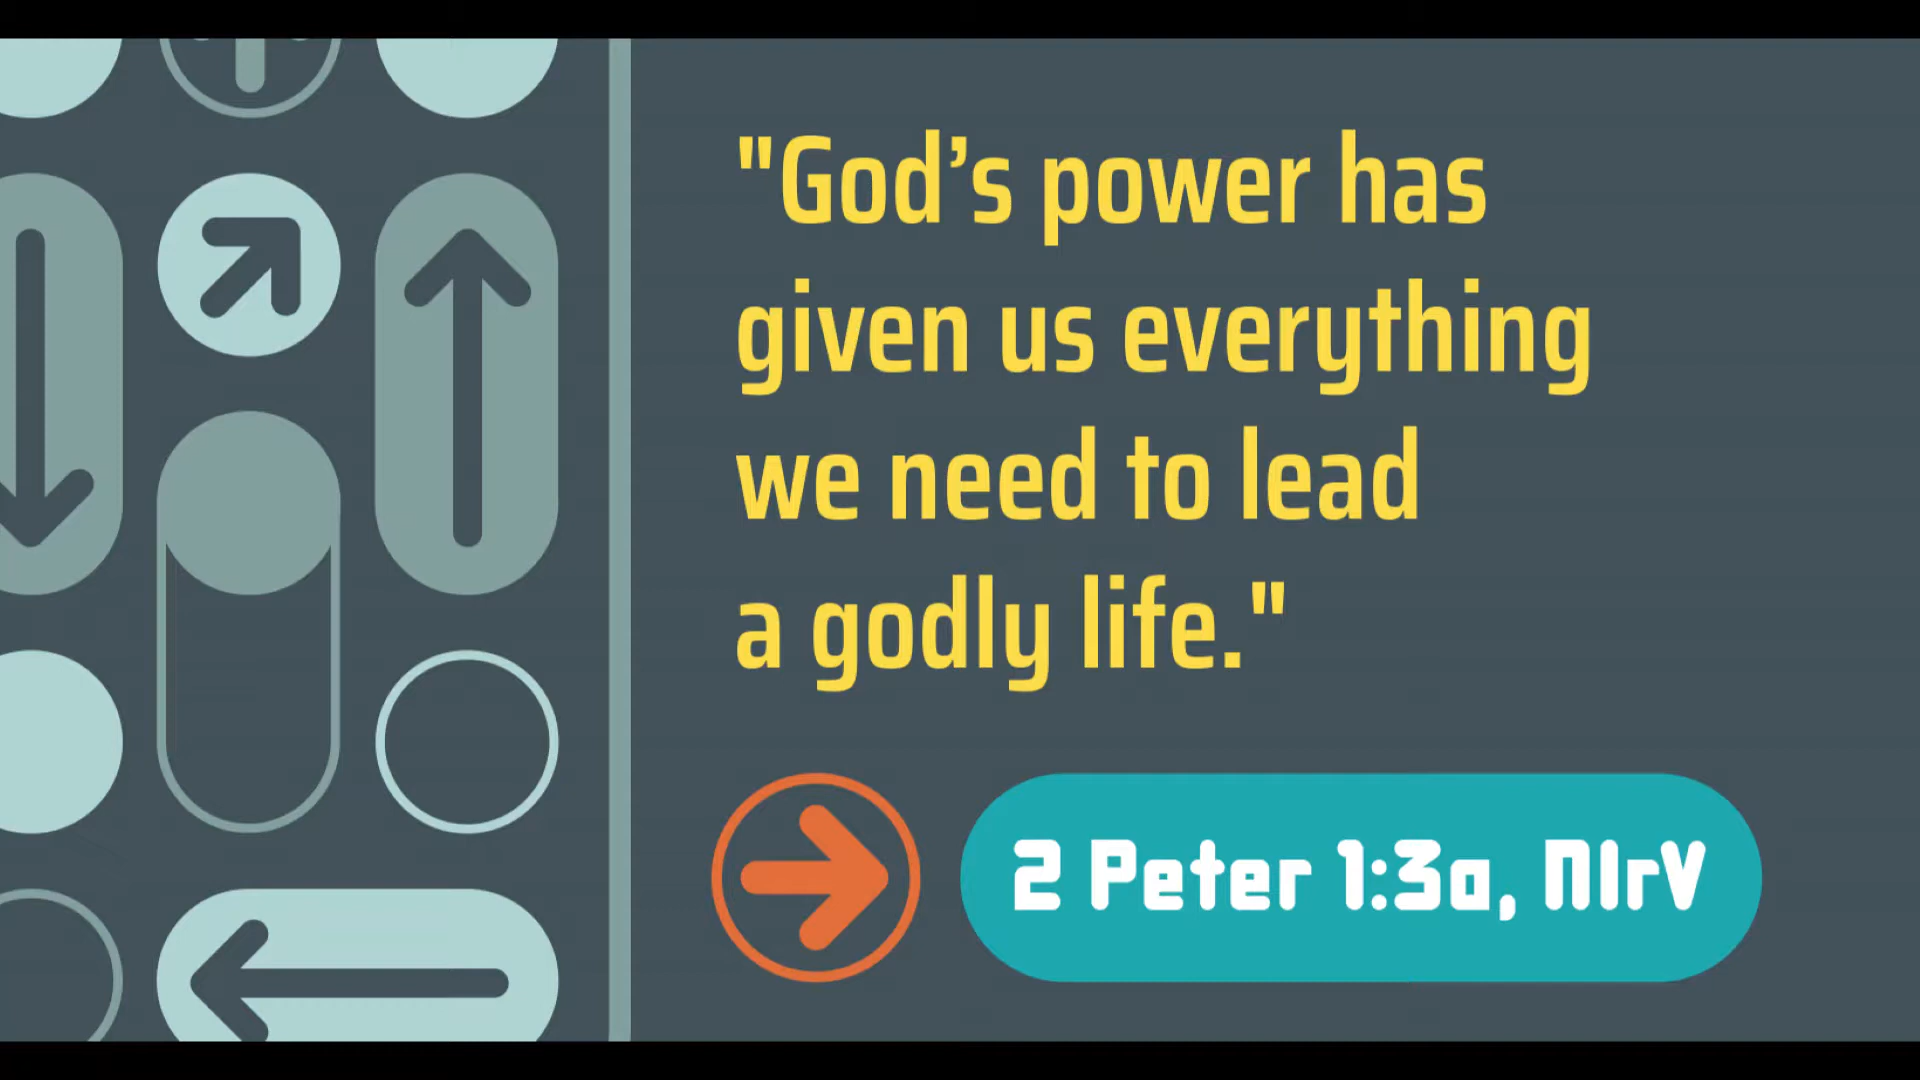 "God’s power has
given us everything
we need to lead
a godly life."
2 Peter 1:3a, NIrV